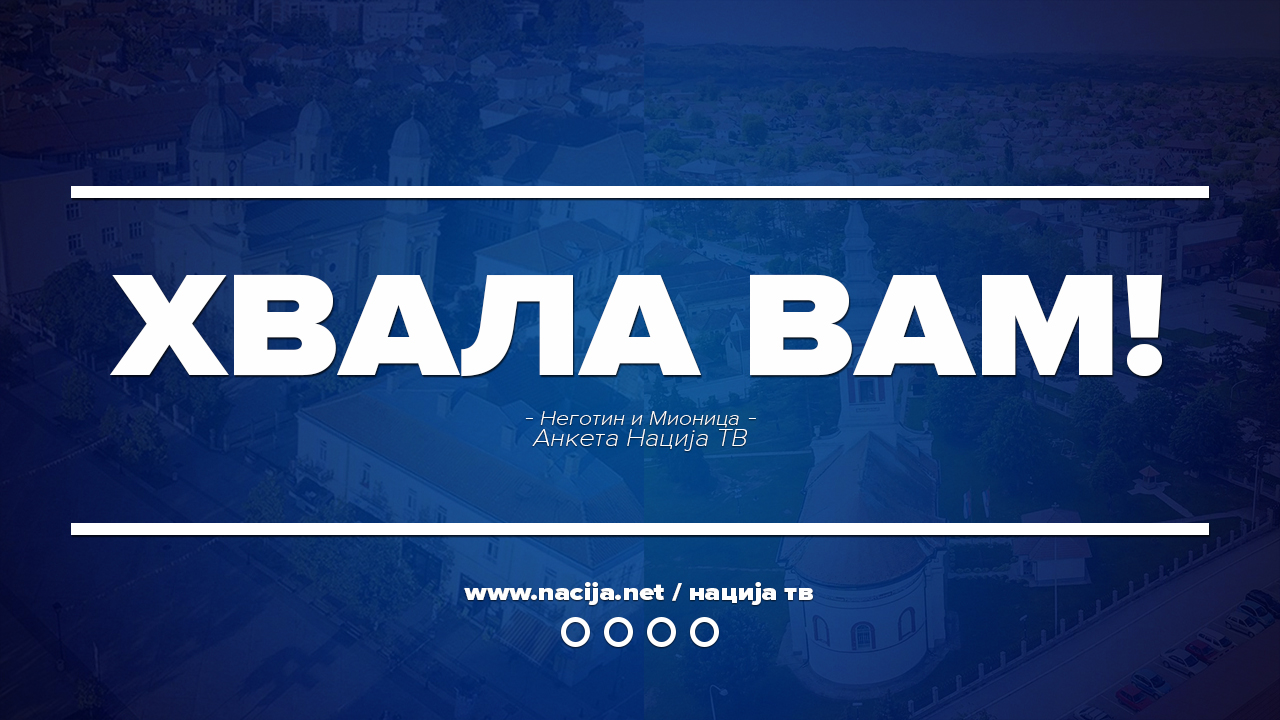 ХВАЛА ВАМ!
- Неготин и Мионица -
Анкета Нација ТВ
www.nacija.net / нација тв